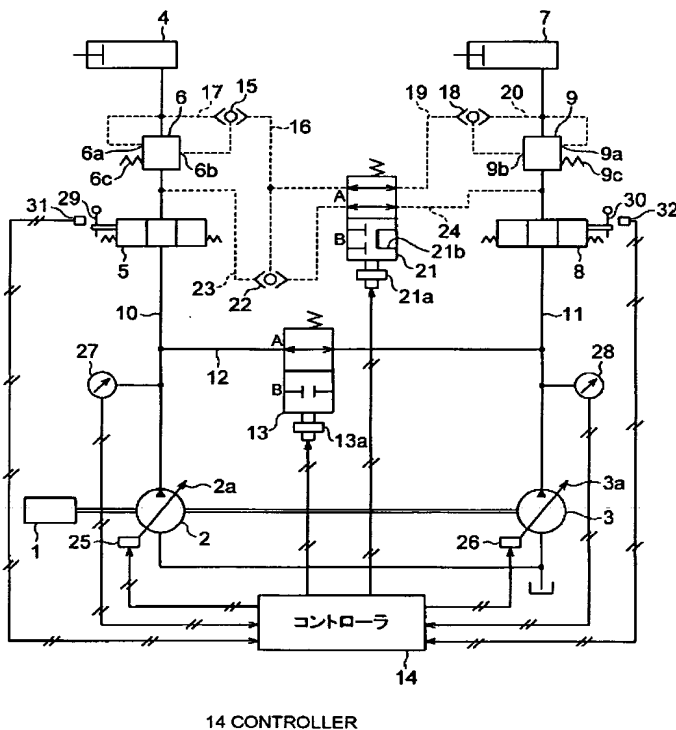 4
7
17
6
15
19
18
20
9
16
6a
6b
6c
9b
9a
9c
31
29
A
30
32
24
B
21b
5
23
22
21
8
21a
10
11
27
12
A
28
B
13
13a
2a
3a
1
25
2
26
3
コントローラ
14
14 CONTROLLER